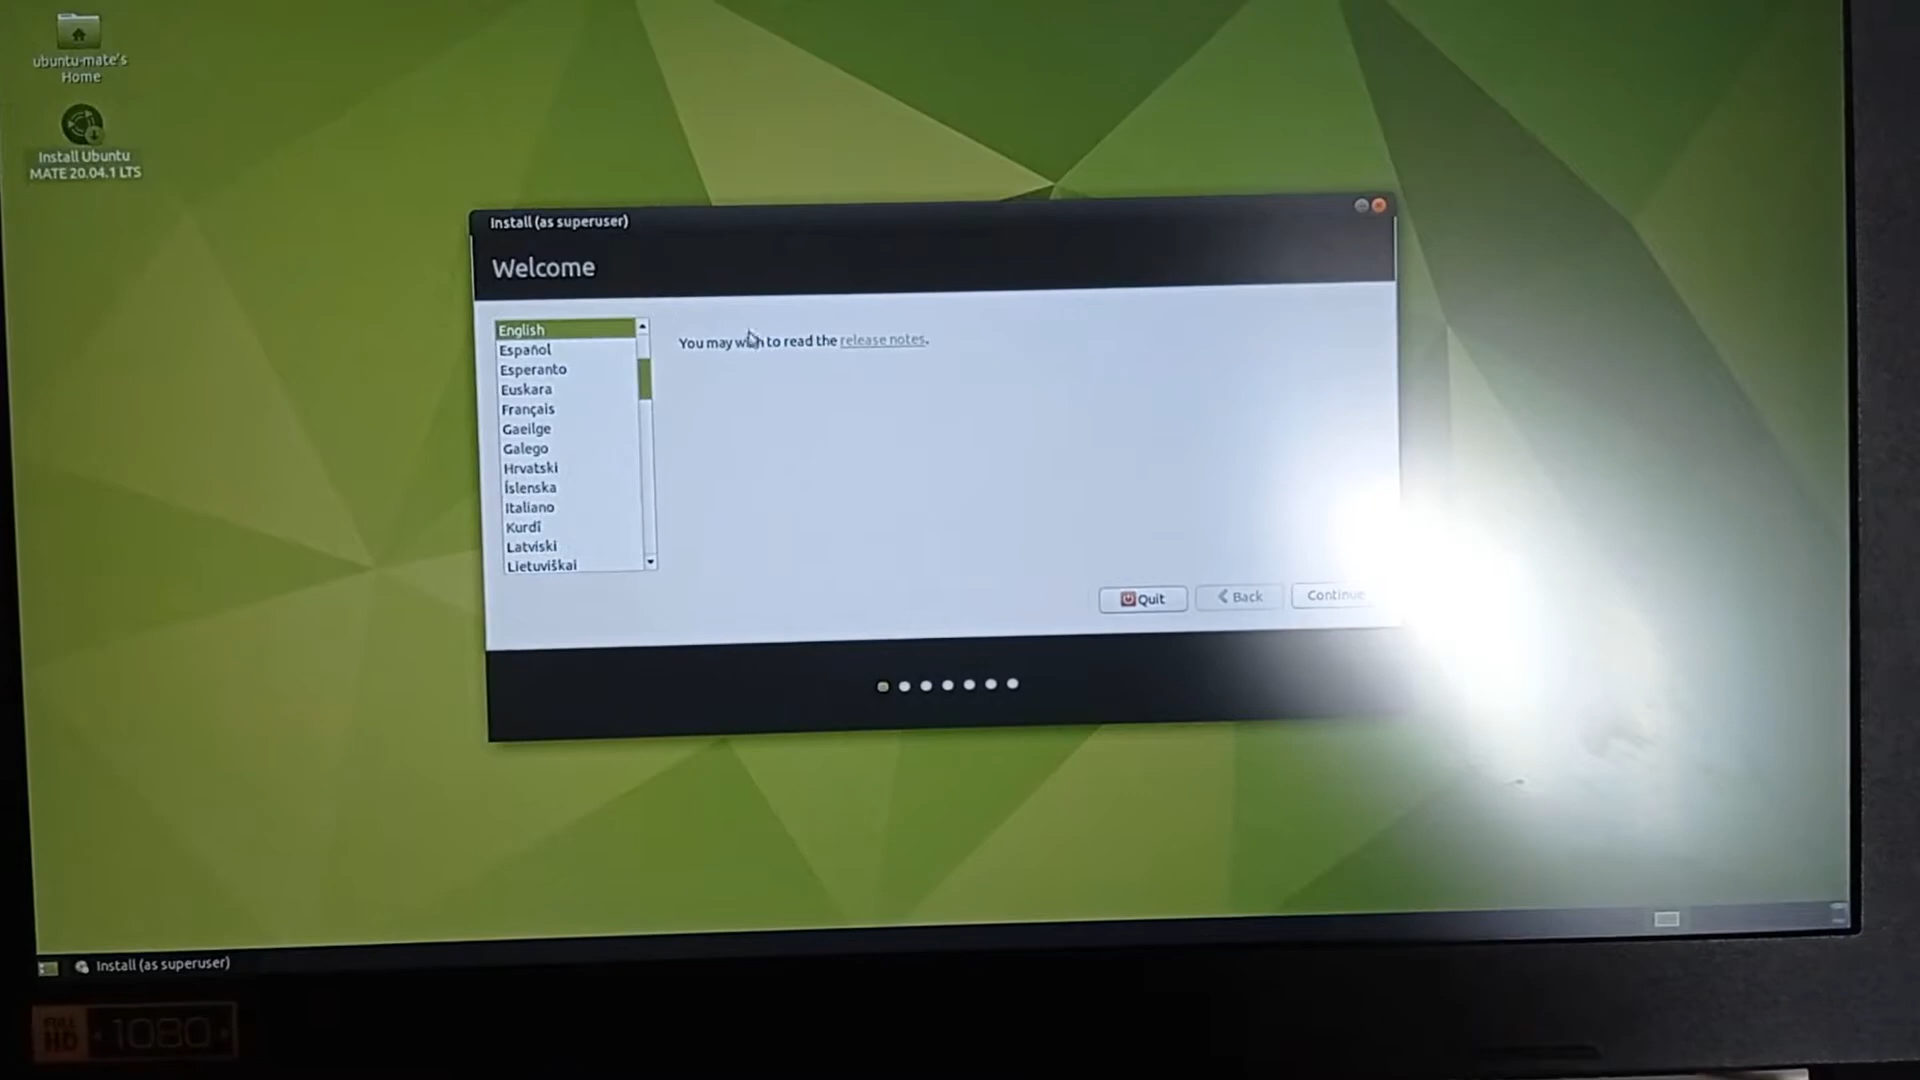 ubuntu-mate's
Home
Install Ubuntu
MATE 20.04.1 LTS
Install (as superuser)
Welcome
English
Español
Esperanto
Euskara
Français
Gaeilge
Galego
Hrvatski
Íslenska
Italiano
Kurdî
Latviski
Lietuviškai
You may wish to read the release notes.
Quit
Back
Continue
Install (as superuser)
FULL HD 1080